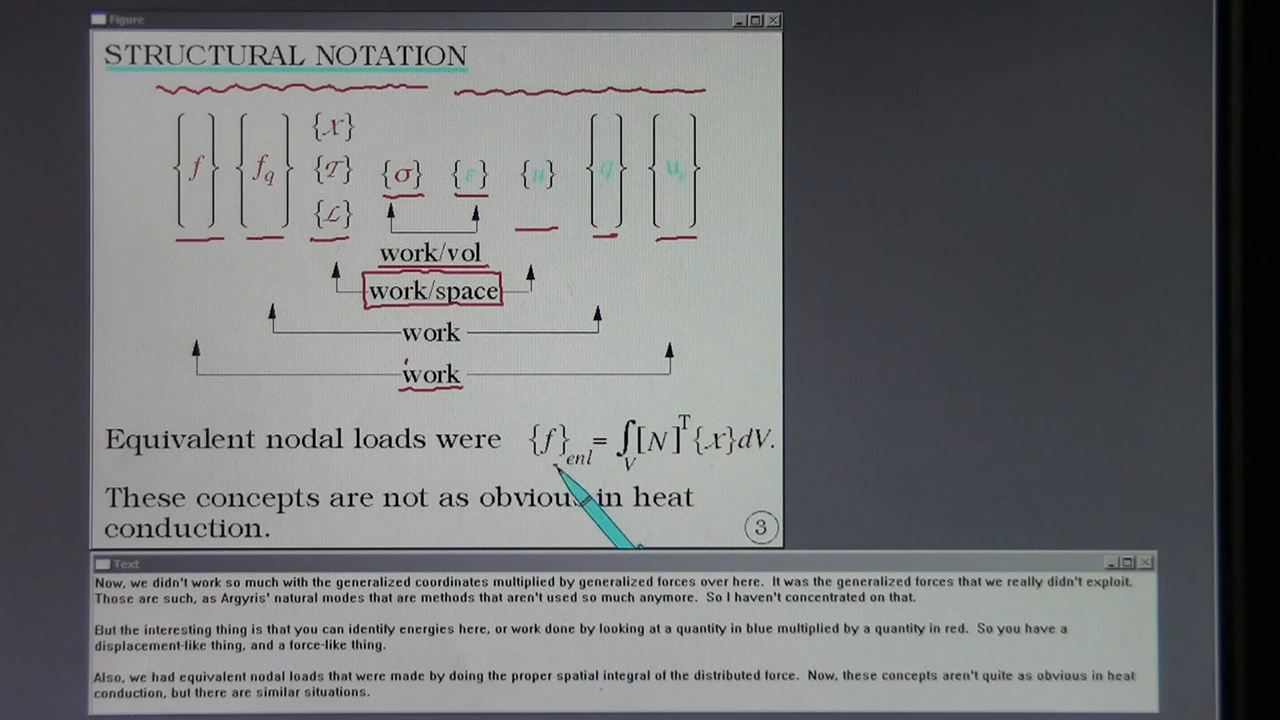 Figure
STRUCTURAL NOTATION
{X}
{f} {f_q} {T} {σ} {ε} {u} {q} {u_ε}
{L}
work/vol
work/space
work
work
Equivalent nodal loads were {f}_enl = ∫_V [N]^T {X} dV.
These concepts are not as obvious in heat
conduction.
3
Text
Now, we didn't work so much with the generalized coordinates multiplied by generalized forces over here. It was the generalized forces that we really didn't exploit.
Those are such, as Argyris' natural modes that are methods that aren't used so much anymore. So I haven't concentrated on that.
But the interesting thing is that you can identify energies here, or work done by looking at a quantity in blue multiplied by a quantity in red. So you have a
displacement-like thing, and a force-like thing.
Also, we had equivalent nodal loads that were made by doing the proper spatial integral of the distributed force. Now, these concepts aren't quite as obvious in heat
conduction, but there are similar situations.